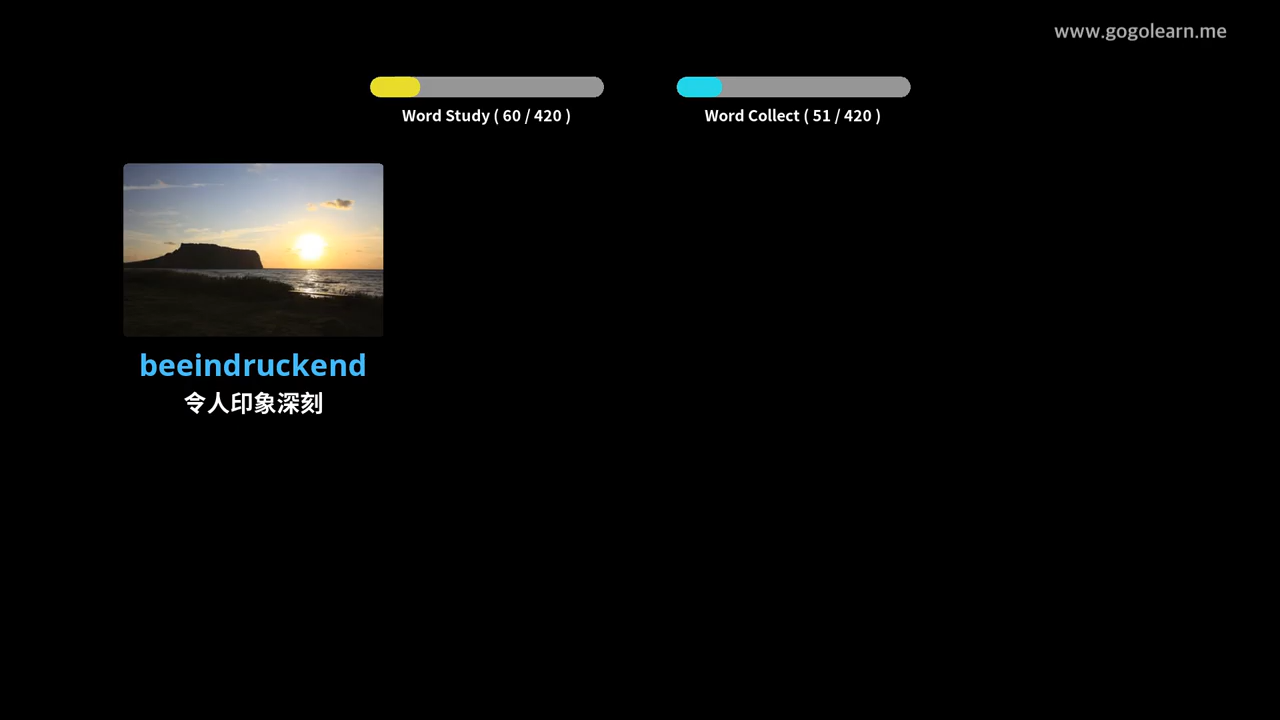 www.gogolearn.me
Word Study ( 60 / 420 )
Word Collect ( 51 / 420 )
beeindruckend
令人印象深刻